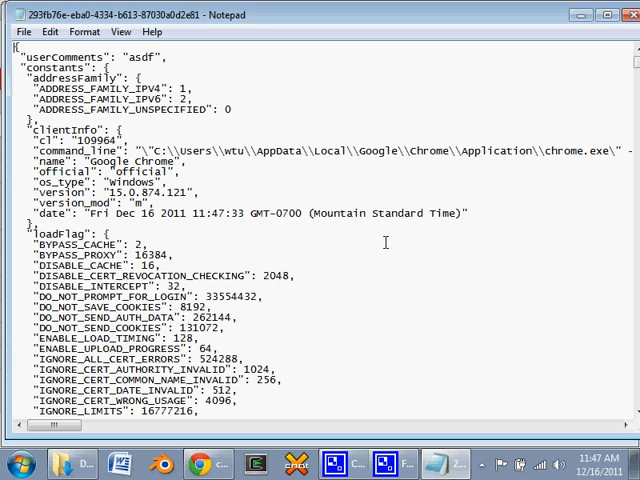 293fb76e-eba0-4334-b613-87030a0d2e81 - Notepad
File Edit Format View Help
{
"userComments": "asdf",
"constants": {
"addressFamily": {
"ADDRESS_FAMILY_IPV4": 1,
"ADDRESS_FAMILY_IPV6": 2,
"ADDRESS_FAMILY_UNSPECIFIED": 0
},
"clientInfo": {
"cl": "109964",
"command_line": "\"C:\\Users\\wtu\\AppData\\Local\\Google\\Chrome\\Application\\chrome.exe\" -
"name": "Google Chrome",
"official": "official",
"os_type": "Windows",
"version": "15.0.874.121",
"version_mod": "m",
"date": "Fri Dec 16 2011 11:47:33 GMT-0700 (Mountain Standard Time)"
},
"loadFlag": {
"BYPASS_CACHE": 2,
"BYPASS_PROXY": 16384,
"DISABLE_CACHE": 16,
"DISABLE_CERT_REVOCATION_CHECKING": 2048,
"DISABLE_INTERCEPT": 32,
"DO_NOT_PROMPT_FOR_LOGIN": 33554432,
"DO_NOT_SAVE_COOKIES": 8192,
"DO_NOT_SEND_AUTH_DATA": 262144,
"DO_NOT_SEND_COOKIES": 131072,
"ENABLE_LOAD_TIMING": 128,
"ENABLE_UPLOAD_PROGRESS": 64,
"IGNORE_ALL_CERT_ERRORS": 524288,
"IGNORE_CERT_AUTHORITY_INVALID": 1024,
"IGNORE_CERT_COMMON_NAME_INVALID": 256,
"IGNORE_CERT_DATE_INVALID": 512,
"IGNORE_CERT_WRONG_USAGE": 4096,
"IGNORE_LIMITS": 16777216,
D... c... C... F... 2...
11:47 AM
12/16/2011